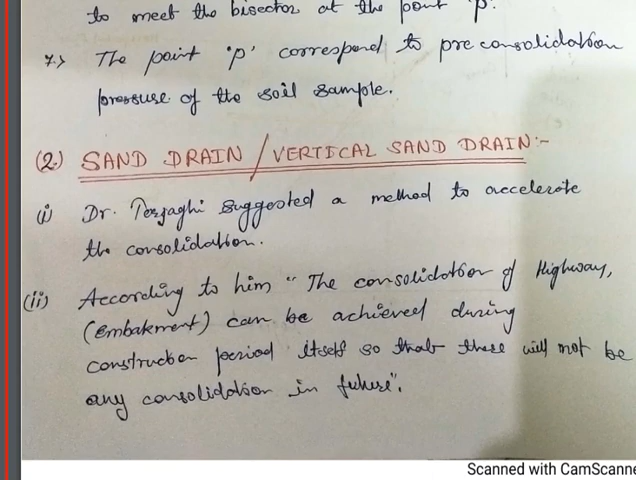 to meet the bisector at the point 'p'.
7.> The point 'p' correspond to pre consolidation
pressure of the soil sample.
(2.) SAND DRAIN / VERTICAL SAND DRAIN:-
(i) Dr. Terzaghi suggested a method to accelerate
the consolidation.
(ii) According to him "The consolidation of Highway,
(Embakment) can be achieved during
construction period itself so that there will not be
any consolidation in future".
Scanned with CamScanne